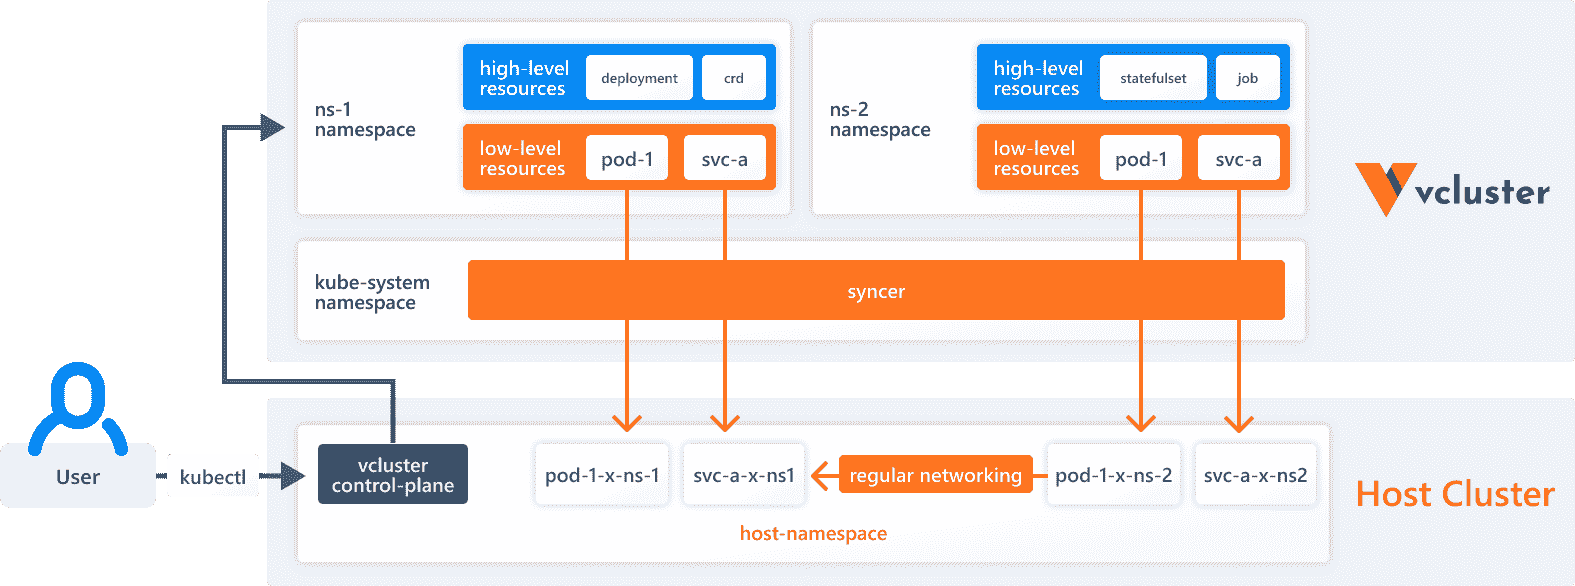 high-level
resources
deployment
crd
ns-1
namespace
low-level
resources
pod-1
svc-a
high-level
resources
statefulset
job
ns-2
namespace
low-level
resources
pod-1
svc-a
vcluster
kube-system
namespace
syncer
User
kubectl
vcluster
control-plane
pod-1-x-ns-1
svc-a-x-ns1
regular networking
pod-1-x-ns-2
svc-a-x-ns2
host-namespace
Host Cluster